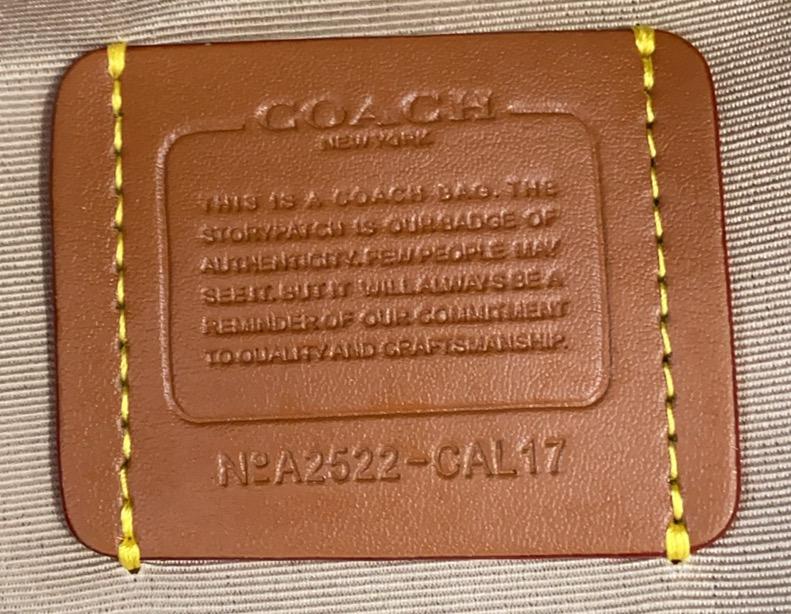 COACH
NEW YORK
THIS IS A COACH BAG. THE
STORYPATCH IS OUR BADGE OF
AUTHENTICITY. FEW PEOPLE MAY
SEE IT. BUT IT WILL ALWAYS BE A
REMINDER OF OUR COMMITMENT
TO QUALITY AND CRAFTSMANSHIP.
NºA2522-CAL17